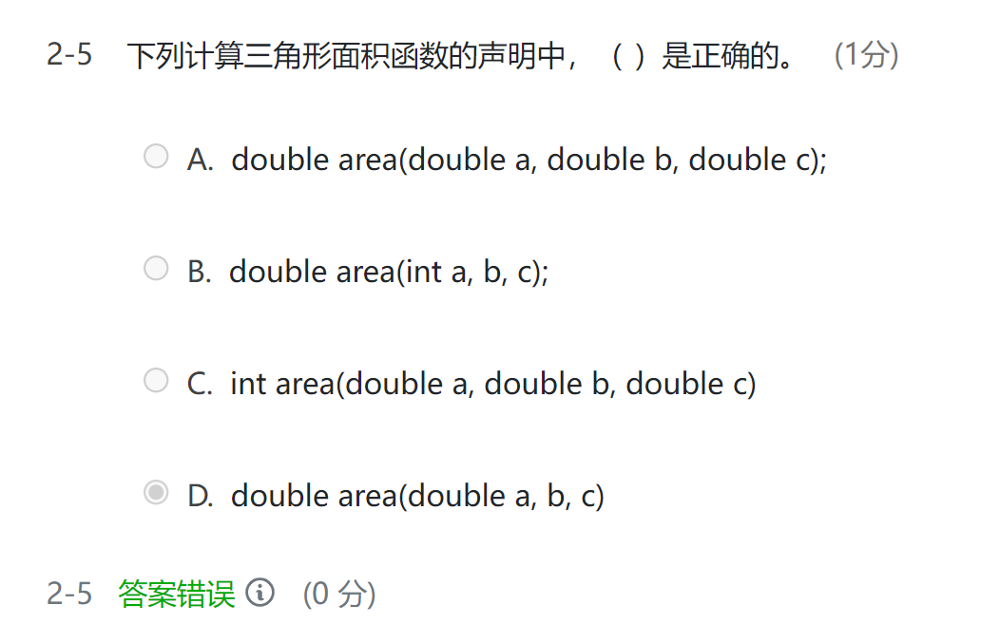 2-5 下列计算三角形面积函数的声明中，（ ）是正确的。 (1分)
A. double area(double a, double b, double c);
B. double area(int a, b, c);
C. int area(double a, double b, double c)
D. double area(double a, b, c)
2-5 答案错误 (0 分)